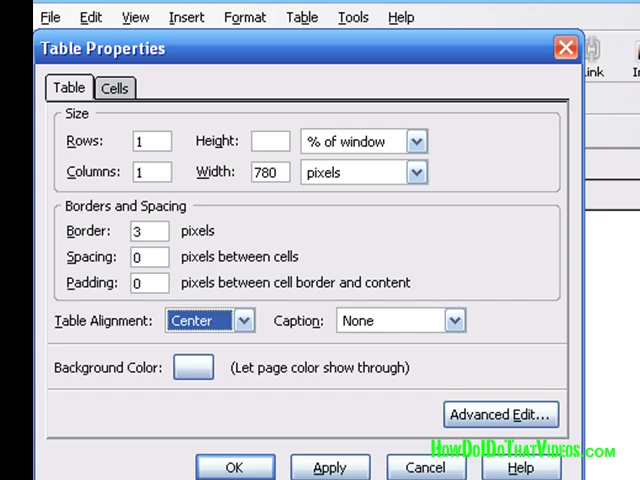 File Edit View Insert Format Table Tools Help
Table Properties
Table Cells
Size
Rows: 1 Height: % of window
Columns: 1 Width: 780 pixels
Borders and Spacing
Border: 3 pixels
Spacing: 0 pixels between cells
Padding: 0 pixels between cell border and content
Table Alignment: Center Caption: None
Background Color: (Let page color show through)
Advanced Edit...
HowDoIDoThatVideos.com
OK Apply Cancel Help